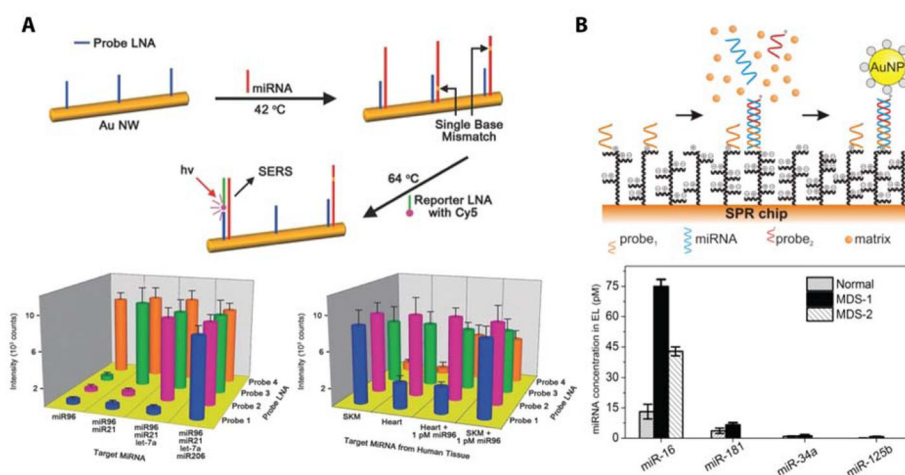 A
Probe LNA
Au NW
miRNA
42 °C
Single Base
Mismatch
64 °C
Reporter LNA
with Cy5
hν
SERS
Intensity (10³ counts)
10
6
2
miR96
miR96
miR21
miR96
miR21
let-7a
miR96
miR21
let-7a
miR206
Target MiRNA
Probe 4
Probe 3
Probe 2
Probe 1
Probe LNA
Intensity (10³ counts)
10
6
2
SKM
Heart
Heart +
1 pM miR96
SKM +
1 pM miR96
Target MiRNA from Human Tissue
Probe 4
Probe 3
Probe 2
Probe 1
Probe LNA
B
AuNP
SPR chip
probe₁
miRNA
probe₂
matrix
miRNA concentration in EL (pM)
75
60
45
30
15
0
Normal
MDS-1
MDS-2
miR-16
miR-181
miR-34a
miR-125b